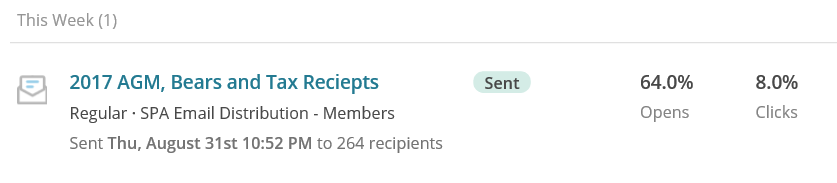 This Week (1)
2017 AGM, Bears and Tax Reciepts
Sent
64.0%
8.0%
Regular · SPA Email Distribution - Members
Opens
Clicks
Sent Thu, August 31st 10:52 PM to 264 recipients